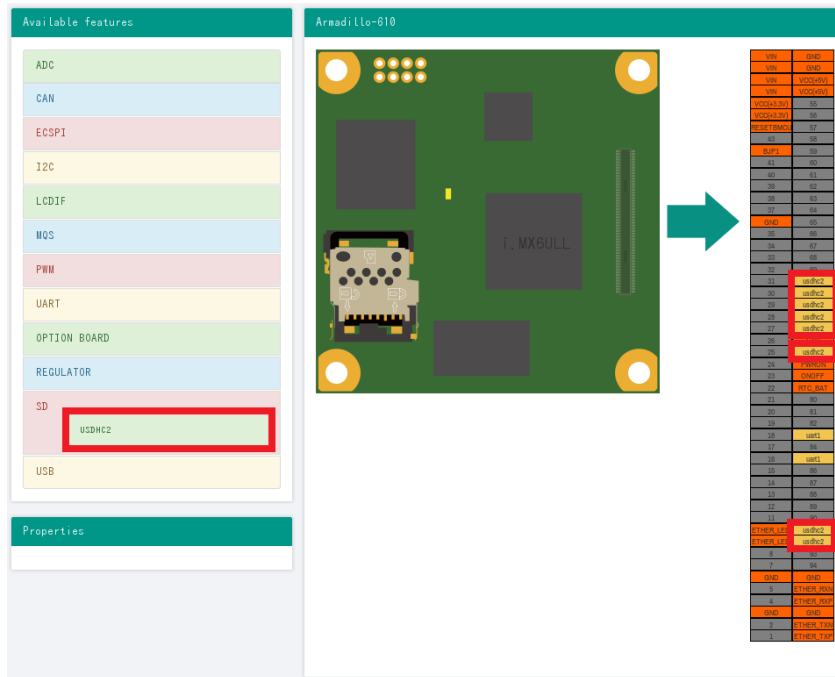 Available features
ADC
CAN
ECSPI
I2C
LCDIF
MQS
PWM
UART
OPTION BOARD
REGULATOR
SD
USDHC2
USB
Properties
Armadillo-610
i.MX6ULL
VIN GND
VIN GND
VIN VCC(+5V)
VIN VCC(+5V)
VCC(+3.3V) 55
VCC(+3.3V) 56
RESETBMCU 57
43 58
BJP1 59
41 60
40 61
39 62
38 63
37 64
GND 65
35 66
34 67
33 68
32
31 usdhc2
30 usdhc2
29 usdhc2
28 usdhc2
27 usdhc2
26
25 usdhc2
24 PWRON
23 ONOFF
22 RTC_BAT
21 80
20 81
19 82
18 uart1
17 84
16 uart1
15 86
14 87
13 88
12 89
11 90
ETHER_LED usdhc2
ETHER_LED usdhc2
8 93
7 94
GND GND
5 ETHER_RXN
4 ETHER_RXP
GND GND
2 ETHER_TXN
1 ETHER_TXP